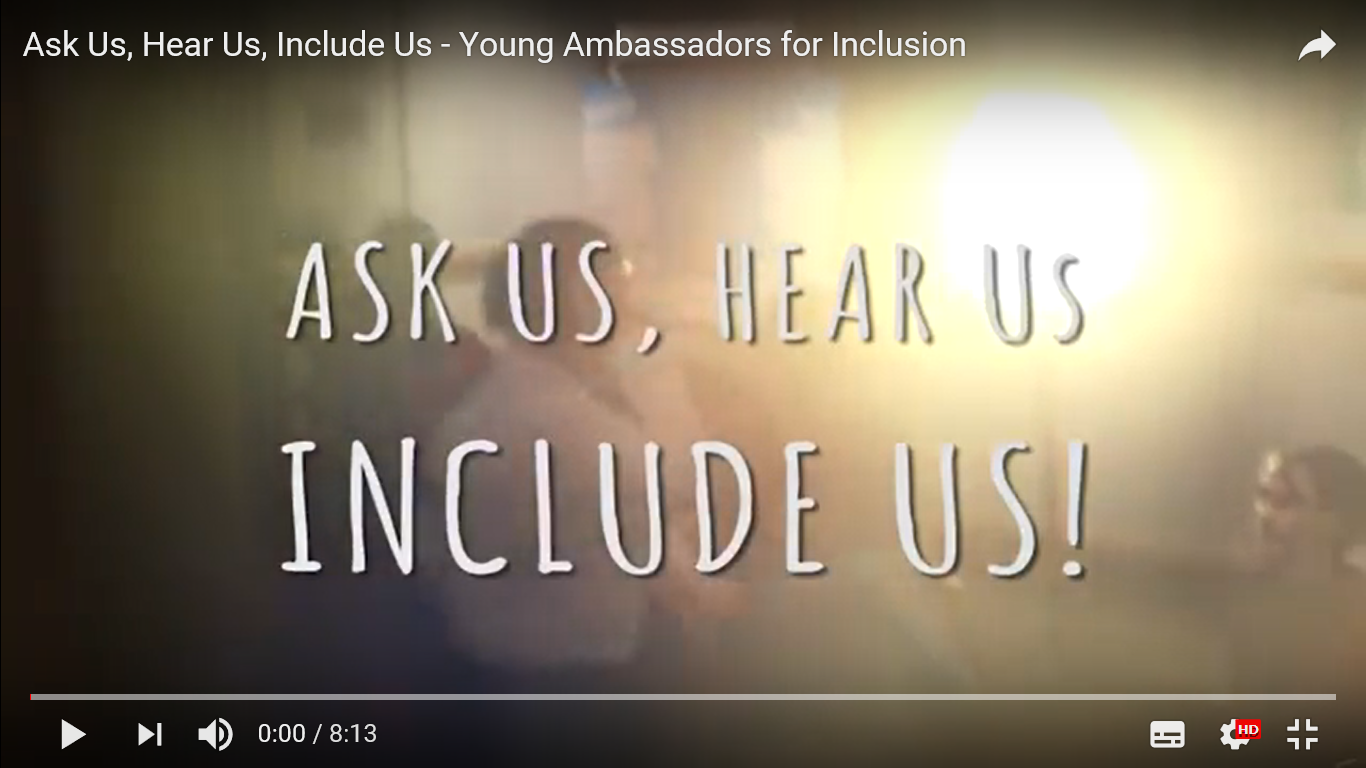 Ask Us, Hear Us, Include Us - Young Ambassadors for Inclusion
ASK US, HEAR US
INCLUDE US!
0:00 / 8:13
HD